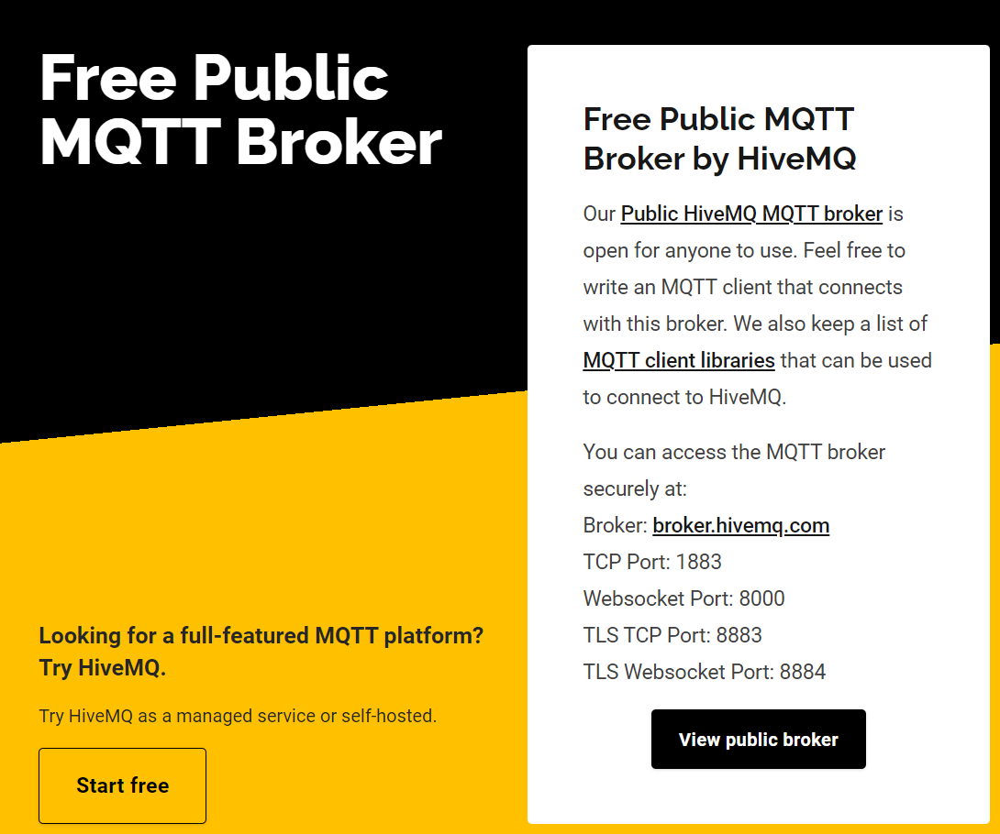 Free Public
MQTT Broker
Looking for a full-featured MQTT platform?
Try HiveMQ.
Try HiveMQ as a managed service or self-hosted.
Start free
Free Public MQTT
Broker by HiveMQ
Our Public HiveMQ MQTT broker is
open for anyone to use. Feel free to
write an MQTT client that connects
with this broker. We also keep a list of
MQTT client libraries that can be used
to connect to HiveMQ.
You can access the MQTT broker
securely at:
Broker: broker.hivemq.com
TCP Port: 1883
Websocket Port: 8000
TLS TCP Port: 8883
TLS Websocket Port: 8884
View public broker